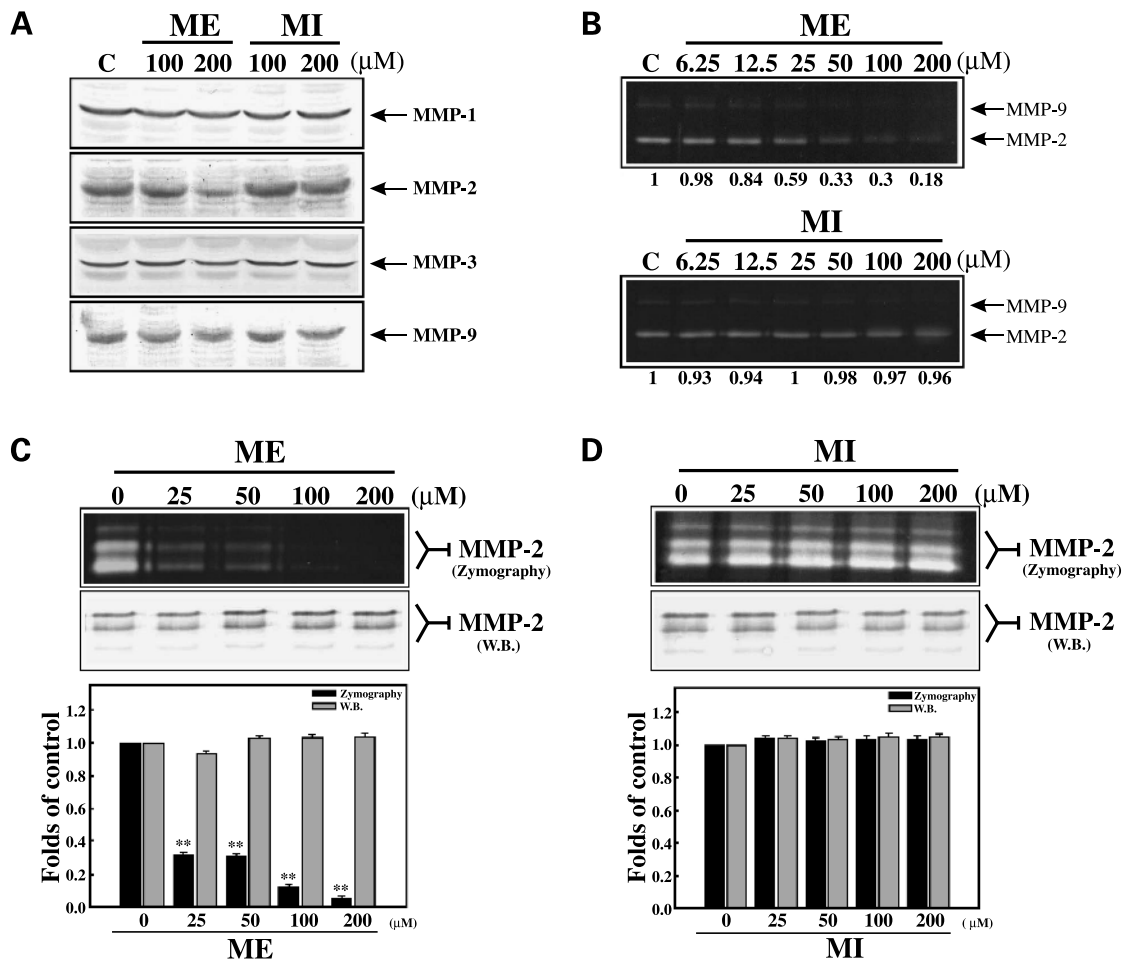 A
ME MI
C 100 200 100 200 (μM)
MMP-1
MMP-2
MMP-3
MMP-9
B
ME
C 6.25 12.5 25 50 100 200 (μM)
MMP-9
MMP-2
1 0.98 0.84 0.59 0.33 0.3 0.18
MI
C 6.25 12.5 25 50 100 200 (μM)
MMP-9
MMP-2
1 0.93 0.94 1 0.98 0.97 0.96
C
ME
0 25 50 100 200 (μM)
MMP-2
(Zymography)
MMP-2
(W.B.)
Zymography
W.B.
Folds of control
1.2
1.0
0.8
0.6
0.4
0.2
0.0
** ** ** **
0 25 50 100 200 (μM)
ME
D
MI
0 25 50 100 200 (μM)
MMP-2
(Zymography)
MMP-2
(W.B.)
Zymography
W.B.
Folds of control
1.2
1.0
0.8
0.6
0.4
0.2
0.0
0 25 50 100 200 (μM)
MI